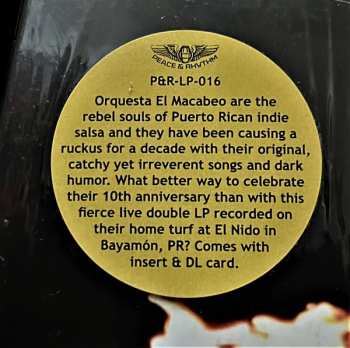 PEACE & RHYTHM
P&R-LP-016
Orquesta El Macabeo are the
rebel souls of Puerto Rican indie
salsa and they have been causing a
ruckus for a decade with their original,
catchy yet irreverent songs and dark
humor. What better way to celebrate
their 10th anniversary than with this
fierce live double LP recorded on
their home turf at El Nido in
Bayamón, PR? Comes with
insert & DL card.